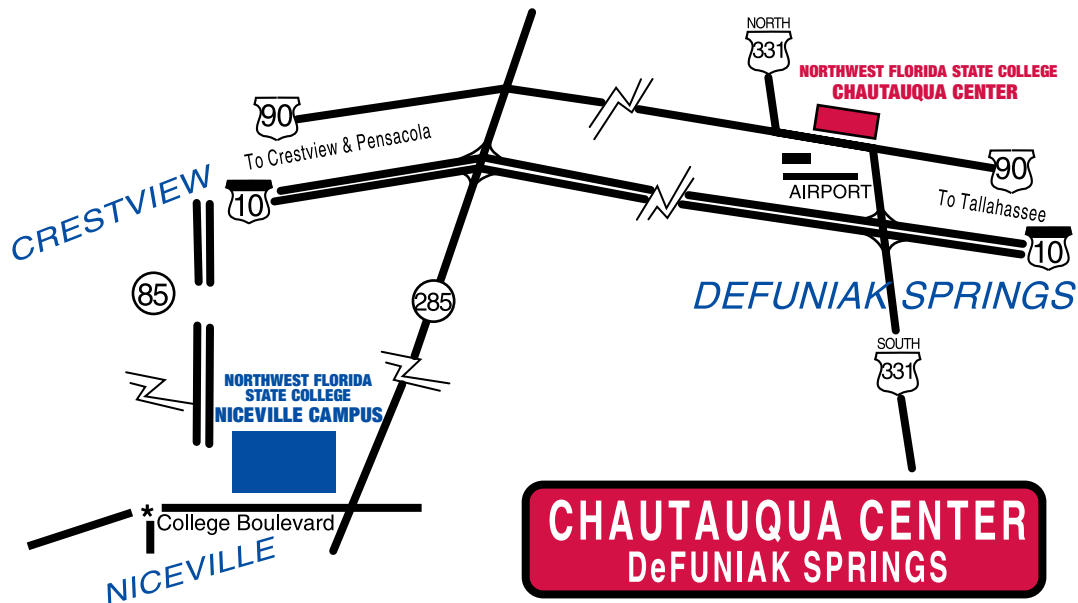 NORTH
331
NORTHWEST FLORIDA STATE COLLEGE
CHAUTAUQUA CENTER
90
To Crestview & Pensacola
90
AIRPORT
To Tallahassee
CRESTVIEW
10
10
85
285
DEFUNIAK SPRINGS
SOUTH
331
NORTHWEST FLORIDA
STATE COLLEGE
NICEVILLE CAMPUS
*
College Boulevard
NICEVILLE
CHAUTAUQUA CENTER
DeFUNIAK SPRINGS